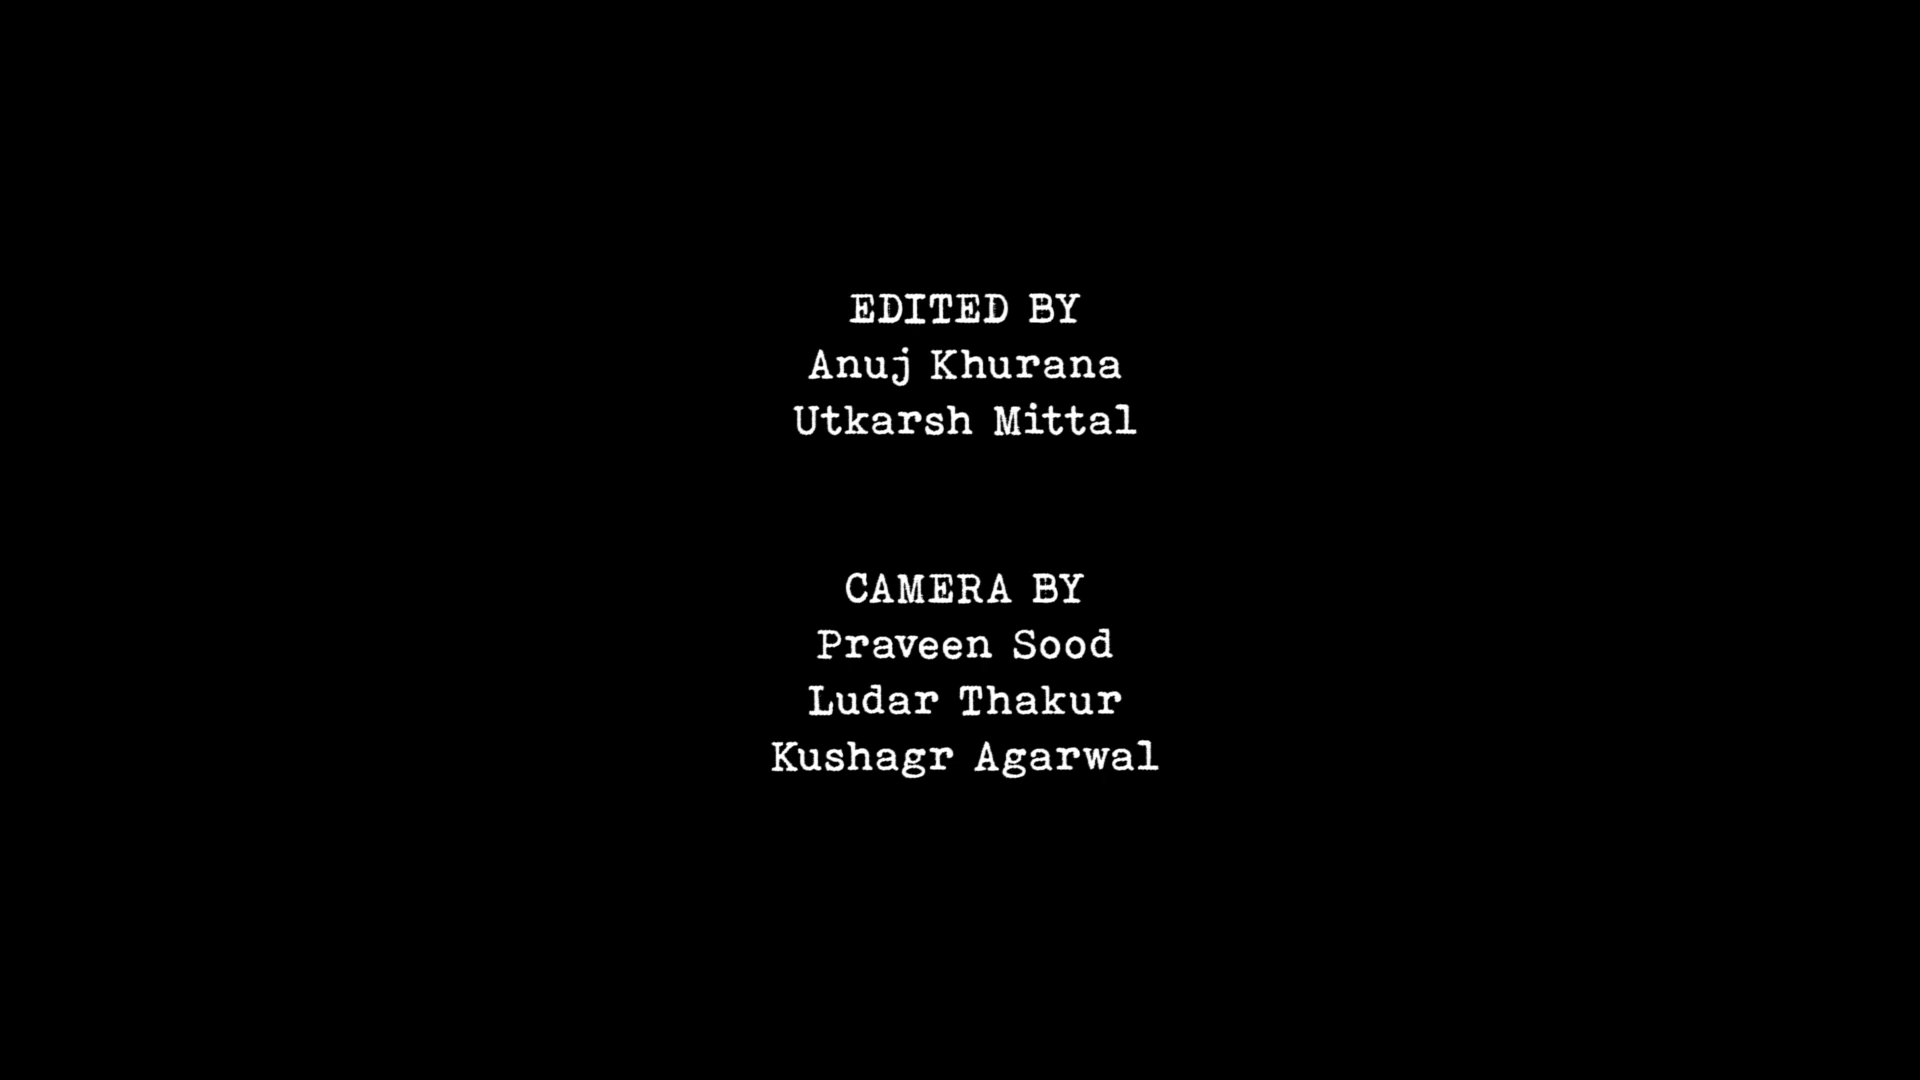 EDITED BY
Anuj Khurana
Utkarsh Mittal
CAMERA BY
Praveen Sood
Ludar Thakur
Kushagr Agarwal